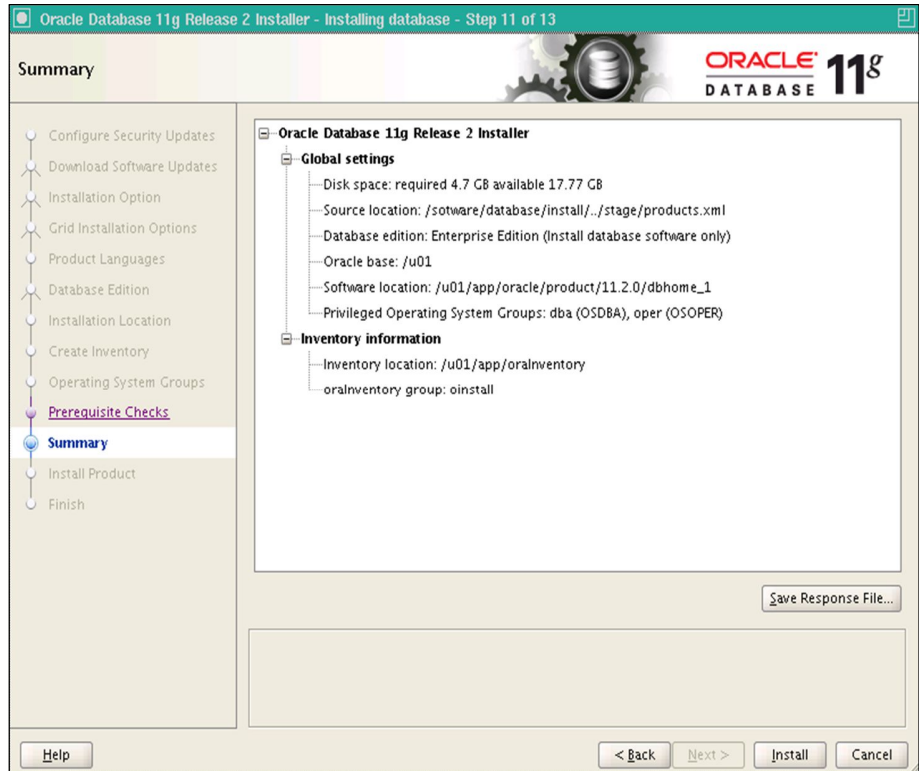 Oracle Database 11g Release 2 Installer - Installing database - Step 11 of 13
Summary
ORACLE 11g
DATABASE
Configure Security Updates
Download Software Updates
Installation Option
Grid Installation Options
Product Languages
Database Edition
Installation Location
Create Inventory
Operating System Groups
Prerequisite Checks
Summary
Install Product
Finish
Oracle Database 11g Release 2 Installer
Global settings
Disk space: required 4.7 GB available 17.77 GB
Source location: /sotware/database/install/../stage/products.xml
Database edition: Enterprise Edition (Install database software only)
Oracle base: /u01
Software location: /u01/app/oracle/product/11.2.0/dbhome_1
Privileged Operating System Groups: dba (OSDBA), oper (OSOPER)
Inventory information
Inventory location: /u01/app/oraInventory
oraInventory group: oinstall
Save Response File...
Help
< Back
Next >
Install
Cancel